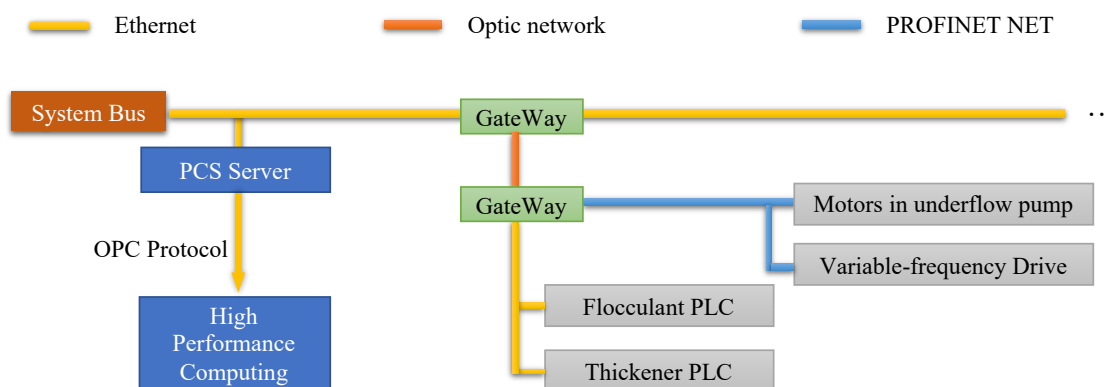 Ethernet
Optic network
PROFINET NET
System Bus
GateWay
..
PCS Server
GateWay
Motors in underflow pump
OPC Protocol
Variable-frequency Drive
High
Performance
Computing
Flocculant PLC
Thickener PLC